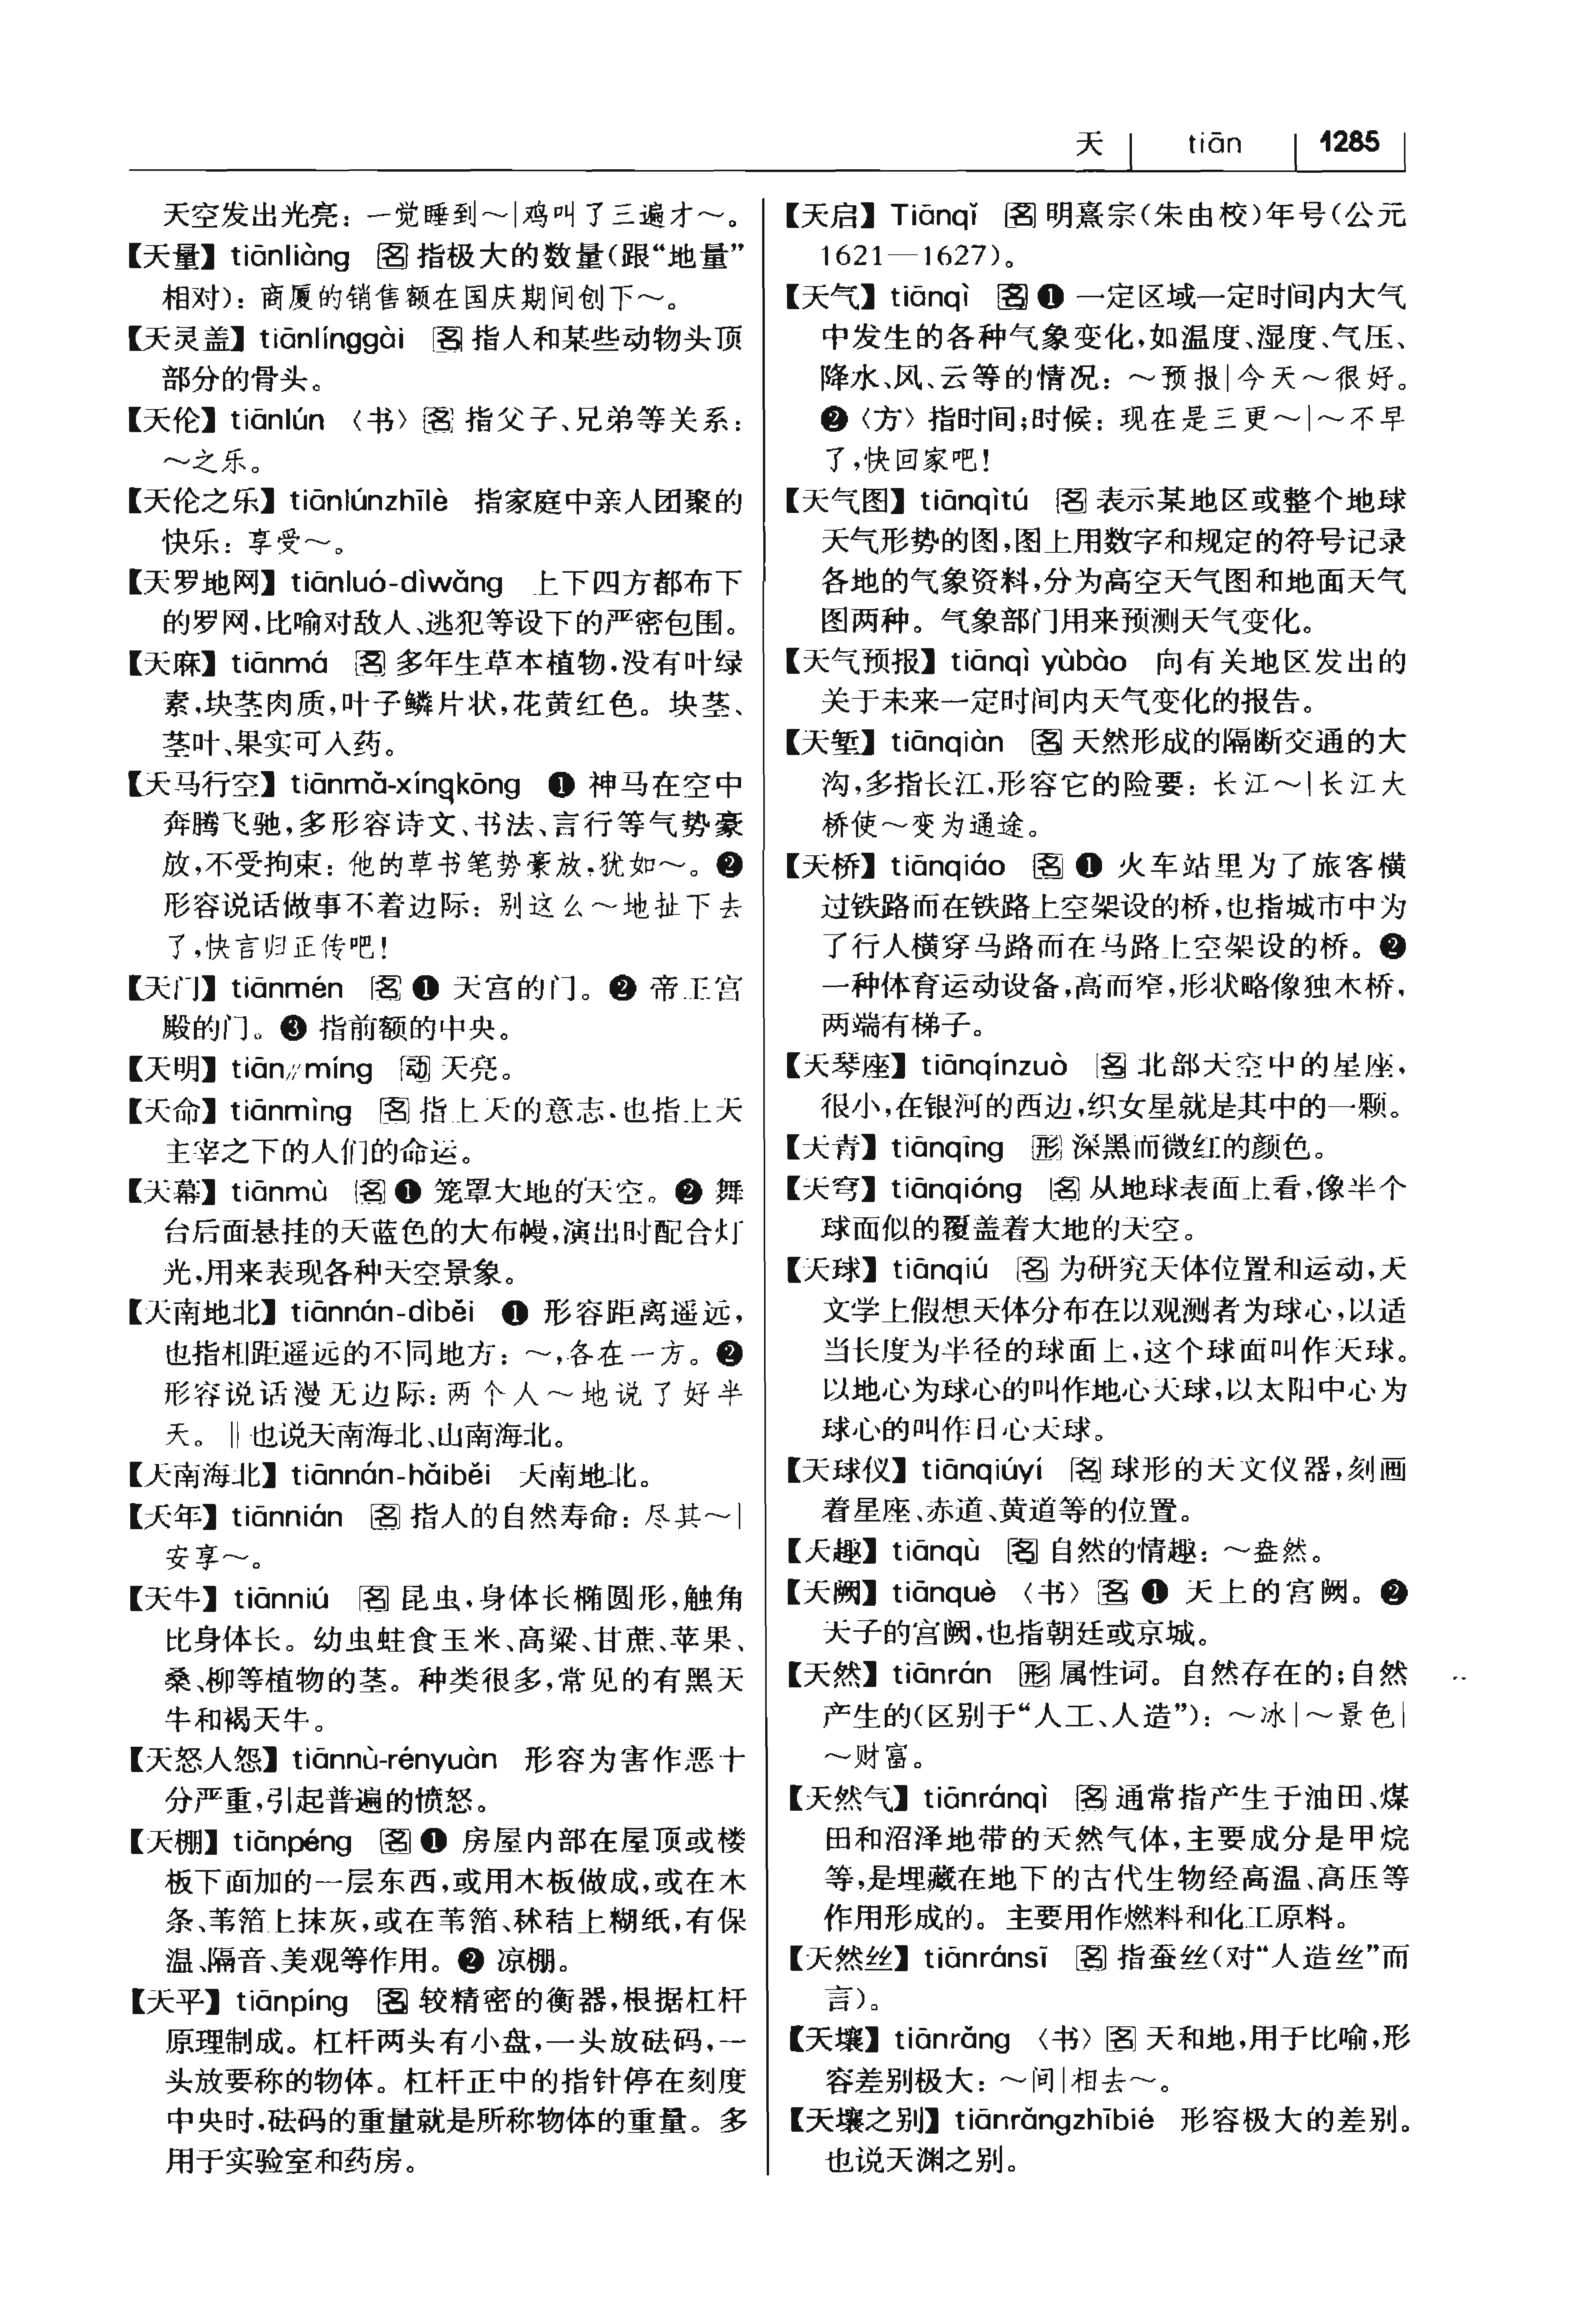 天 tiān 1285
天空发出光亮：一觉睡到～|鸡叫了三遍才～。
【天量】tiānliàng 名 指极大的数量(跟“地量”
相对)：商厦的销售额在国庆期间创下～。
【天灵盖】tiānlínggài 名 指人和某些动物头顶
部分的骨头。
【天伦】tiānlún 〈书〉名 指父子、兄弟等关系：
～之乐。
【天伦之乐】tiānlúnzhīlè 指家庭中亲人团聚的
快乐：享受～。
【天罗地网】tiānluó-dìwǎng 上下四方都布下
的罗网，比喻对敌人、逃犯等设下的严密包围。
【天麻】tiānmá 名 多年生草本植物，没有叶绿
素，块茎肉质，叶子鳞片状，花黄红色。块茎、
茎叶、果实可入药。
【天马行空】tiānmǎ-xíngkōng ❶ 神马在空中
奔腾飞驰，多形容诗文、书法、言行等气势豪
放，不受拘束：他的草书笔势豪放，犹如～。❷
形容说话做事不着边际：别这么～地扯下去
了，快言归正传吧！
【天门】tiānmén 名 ❶ 天宫的门。❷ 帝王宫
殿的门。❸ 指前额的中央。
【天明】tiān∥míng 动 天亮。
【天命】tiānmìng 名 指上天的意志，也指上天
主宰之下的人们的命运。
【天幕】tiānmù 名 ❶ 笼罩大地的天空。❷ 舞
台后面悬挂的天蓝色的大布幔，演出时配合灯
光，用来表现各种天空景象。
【天南地北】tiānnán-dìběi ❶ 形容距离遥远，
也指相距遥远的不同地方：～，各在一方。❷
形容说话漫无边际：两个人～地说了好半
天。‖也说天南海北、山南海北。
【天南海北】tiānnán-hǎiběi 天南地北。
【天年】tiānnián 名 指人的自然寿命：尽其～|
安享～。
【天牛】tiānniú 名 昆虫，身体长椭圆形，触角
比身体长。幼虫蛀食玉米、高粱、甘蔗、苹果、
桑、柳等植物的茎。种类很多，常见的有黑天
牛和褐天牛。
【天怒人怨】tiānnù-rényuàn 形容为害作恶十
分严重，引起普遍的愤怒。
【天棚】tiānpéng 名 ❶ 房屋内部在屋顶或楼
板下面加的一层东西，或用木板做成，或在木
条、苇箔上抹灰，或在苇箔、秫秸上糊纸，有保
温、隔音、美观等作用。❷ 凉棚。
【天平】tiānpíng 名 较精密的衡器，根据杠杆
原理制成。杠杆两头有小盘，一头放砝码，一
头放要称的物体。杠杆正中的指针停在刻度
中央时，砝码的重量就是所称物体的重量。多
用于实验室和药房。
【天启】Tiānqǐ 名 明熹宗(朱由校)年号(公元
1621—1627)。
【天气】tiānqì 名 ❶ 一定区域一定时间内大气
中发生的各种气象变化，如温度、湿度、气压、
降水、风、云等的情况：～预报|今天～很好。
❷〈方〉指时间；时候：现在是三更～|～不早
了，快回家吧！
【天气图】tiānqìtú 名 表示某地区或整个地球
天气形势的图，图上用数字和规定的符号记录
各地的气象资料，分为高空天气图和地面天气
图两种。气象部门用来预测天气变化。
【天气预报】tiānqì yùbào 向有关地区发出的
关于未来一定时间内天气变化的报告。
【天堑】tiānqiàn 名 天然形成的隔断交通的大
沟，多指长江，形容它的险要：长江～|长江大
桥使～变为通途。
【天桥】tiānqiáo 名 ❶ 火车站里为了旅客横
过铁路而在铁路上空架设的桥，也指城市中为
了行人横穿马路而在马路上空架设的桥。❷
一种体育运动设备，高而窄，形状略像独木桥，
两端有梯子。
【天琴座】tiānqínzuò 名 北部天空中的星座，
很小，在银河的西边，织女星就是其中的一颗。
【天青】tiānqīng 形 深黑而微红的颜色。
【天穹】tiānqióng 名 从地球表面上看，像半个
球面似的覆盖着大地的天空。
【天球】tiānqiú 名 为研究天体位置和运动，天
文学上假想天体分布在以观测者为球心，以适
当长度为半径的球面上，这个球面叫作天球。
以地心为球心的叫作地心天球，以太阳中心为
球心的叫作日心天球。
【天球仪】tiānqiúyí 名 球形的天文仪器，刻画
着星座、赤道、黄道等的位置。
【天趣】tiānqù 名 自然的情趣：～盎然。
【天阙】tiānquè 〈书〉名 ❶ 天上的宫阙。❷
天子的宫阙，也指朝廷或京城。
【天然】tiānrán 形 属性词。自然存在的；自然
产生的(区别于“人工、人造”)：～冰|～景色|
～财富。
【天然气】tiānránqì 名 通常指产生于油田、煤
田和沼泽地带的天然气体，主要成分是甲烷
等，是埋藏在地下的古代生物经高温、高压等
作用形成的。主要用作燃料和化工原料。
【天然丝】tiānránsī 名 指蚕丝(对“人造丝”而
言)。
【天壤】tiānrǎng 〈书〉名 天和地，用于比喻，形
容差别极大：～间|相去～。
【天壤之别】tiānrǎngzhībié 形容极大的差别。
也说天渊之别。